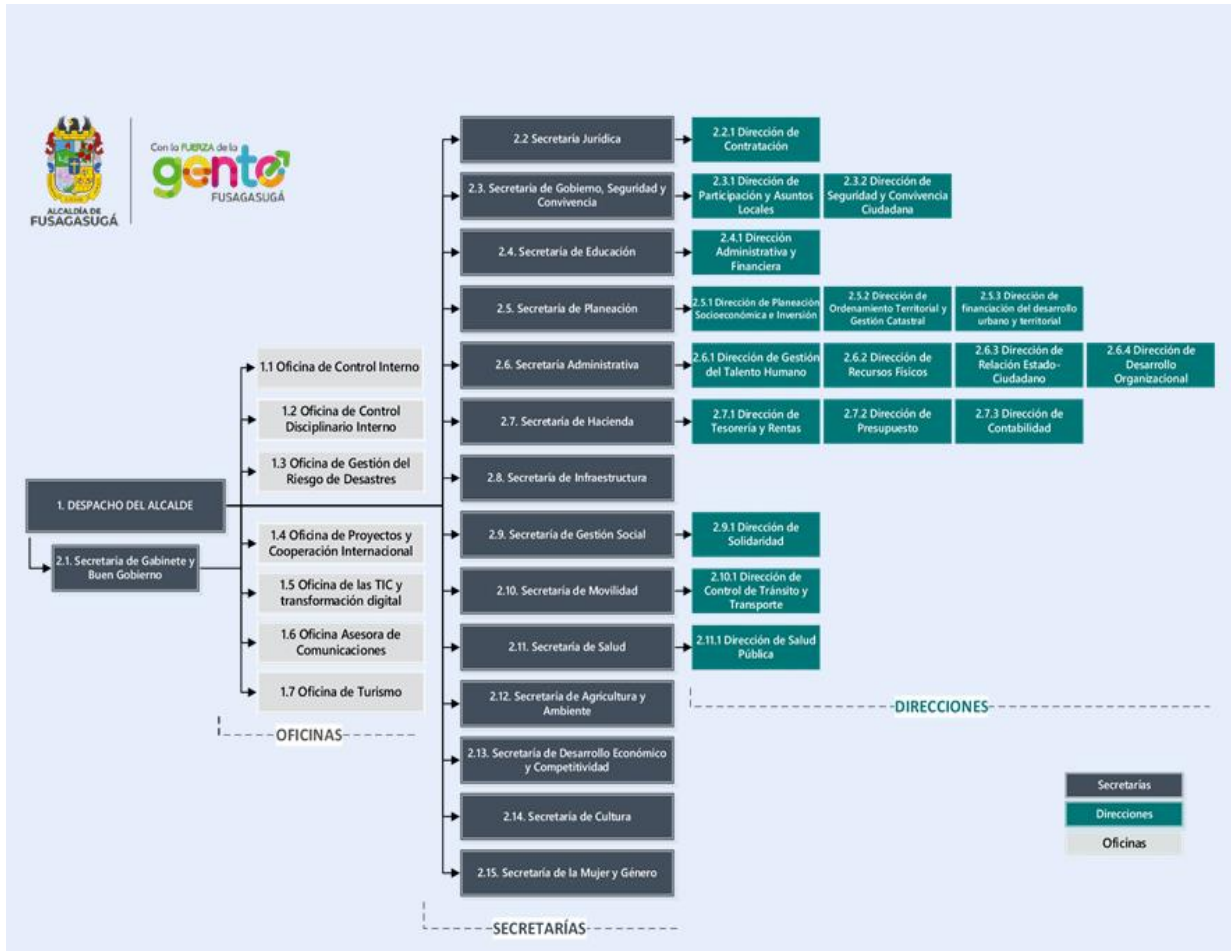 ALCALDÍA DE
FUSAGASUGÁ
Con la FUERZA de la
gente
FUSAGASUGÁ
1. DESPACHO DEL ALCALDE
2.1. Secretaría de Gabinete y
Buen Gobierno
1.1 Oficina de Control Interno
1.2 Oficina de Control
Disciplinario Interno
1.3 Oficina de Gestión del
Riesgo de Desastres
1.4 Oficina de Proyectos y
Cooperación Internacional
1.5 Oficina de las TIC y
transformación digital
1.6 Oficina Asesora de
Comunicaciones
1.7 Oficina de Turismo
OFICINAS
2.2 Secretaría Jurídica
2.2.1 Dirección de
Contratación
2.3. Secretaría de Gobierno, Seguridad y
Convivencia
2.3.1 Dirección de
Participación y Asuntos
Locales
2.3.2 Dirección de
Seguridad y Convivencia
Ciudadana
2.4. Secretaría de Educación
2.4.1 Dirección
Administrativa y
Financiera
2.5. Secretaría de Planeación
2.5.1 Dirección de Planeación
Socioeconómica e Inversión
2.5.2 Dirección de
Ordenamiento Territorial y
Gestión Catastral
2.5.3 Dirección de
financiación del desarrollo
urbano y territorial
2.6. Secretaría Administrativa
2.6.1 Dirección de Gestión
del Talento Humano
2.6.2 Dirección de
Recursos Físicos
2.6.3 Dirección de
Relación Estado-
Ciudadano
2.6.4 Dirección de
Desarrollo
Organizacional
2.7. Secretaría de Hacienda
2.7.1 Dirección de
Tesorería y Rentas
2.7.2 Dirección de
Presupuesto
2.7.3 Dirección de
Contabilidad
2.8. Secretaría de Infraestructura
2.9. Secretaría de Gestión Social
2.9.1 Dirección de
Solidaridad
2.10. Secretaría de Movilidad
2.10.1 Dirección de
Control de Tránsito y
Transporte
2.11. Secretaría de Salud
2.11.1 Dirección de Salud
Pública
2.12. Secretaría de Agricultura y
Ambiente
2.13. Secretaría de Desarrollo Económico
y Competitividad
2.14. Secretaría de Cultura
2.15. Secretaría de la Mujer y Género
SECRETARÍAS
DIRECCIONES
Secretarías
Direcciones
Oficinas